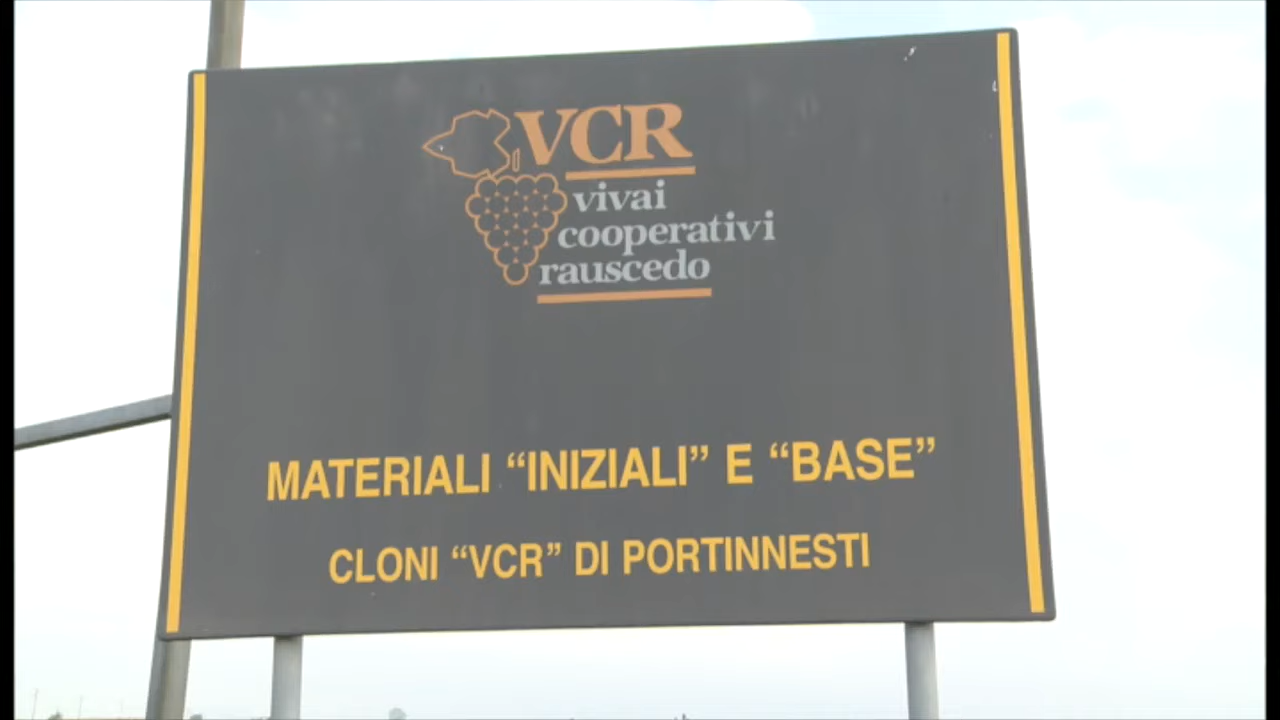 VCR
vivai
cooperativi
rauscedo
MATERIALI “INIZIALI” E “BASE”
CLONI “VCR” DI PORTINNESTI